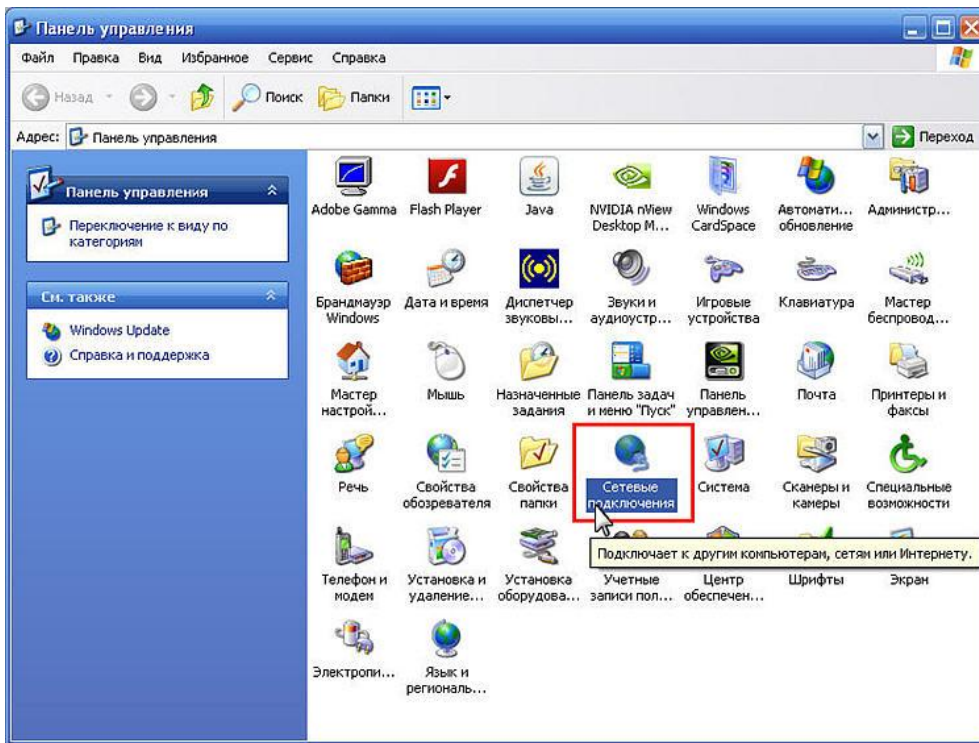 Панель управления
Файл Правка Вид Избранное Сервис Справка
Назад Поиск Папки
Адрес: Панель управления Переход
Панель управления
Переключение к виду по
категориям
См. также
Windows Update
Справка и поддержка
Adobe Gamma Flash Player Java NVIDIA nView Windows Автомати... Администр...
Desktop M... CardSpace обновление
Брандмауэр Дата и время Диспетчер Звуки и Игровые Клавиатура Мастер
Windows звуковы... аудиоустр... устройства беспровод...
Мастер Мышь Назначенные Панель задач Панель Почта Принтеры и
настрой... задания и меню "Пуск" управлен... факсы
Речь Свойства Свойства Сетевые Система Сканеры и Специальные
обозревателя папки подключения камеры возможности
Подключает к другим компьютерам, сетям или Интернету.
Телефон и Установка и Установка Учетные Центр Шрифты Экран
модем удаление... оборудова... записи пол... обеспечен...
Электропи... Язык и
региональ...